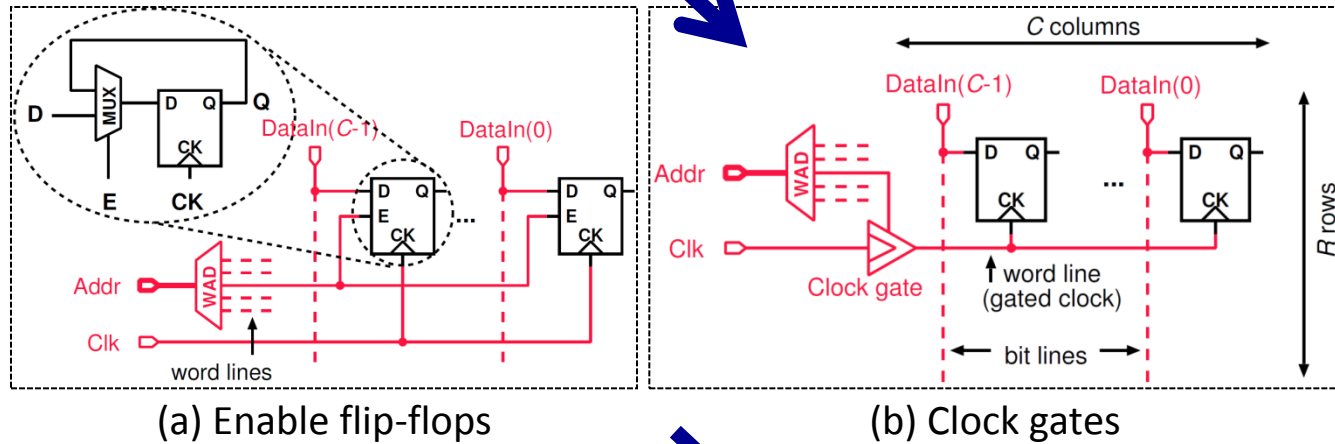 D
MUX
D
Q
CK
Q
E
CK
DataIn(C-1)
DataIn(0)
D
Q
E
CK
...
D
E
CK
Addr
WAD
Clk
word lines
(a) Enable flip-flops
C columns
DataIn(C-1)
DataIn(0)
D
Q
CK
...
D
Q
CK
Addr
WAD
Clk
Clock gate
word line
(gated clock)
bit lines
R rows
(b) Clock gates